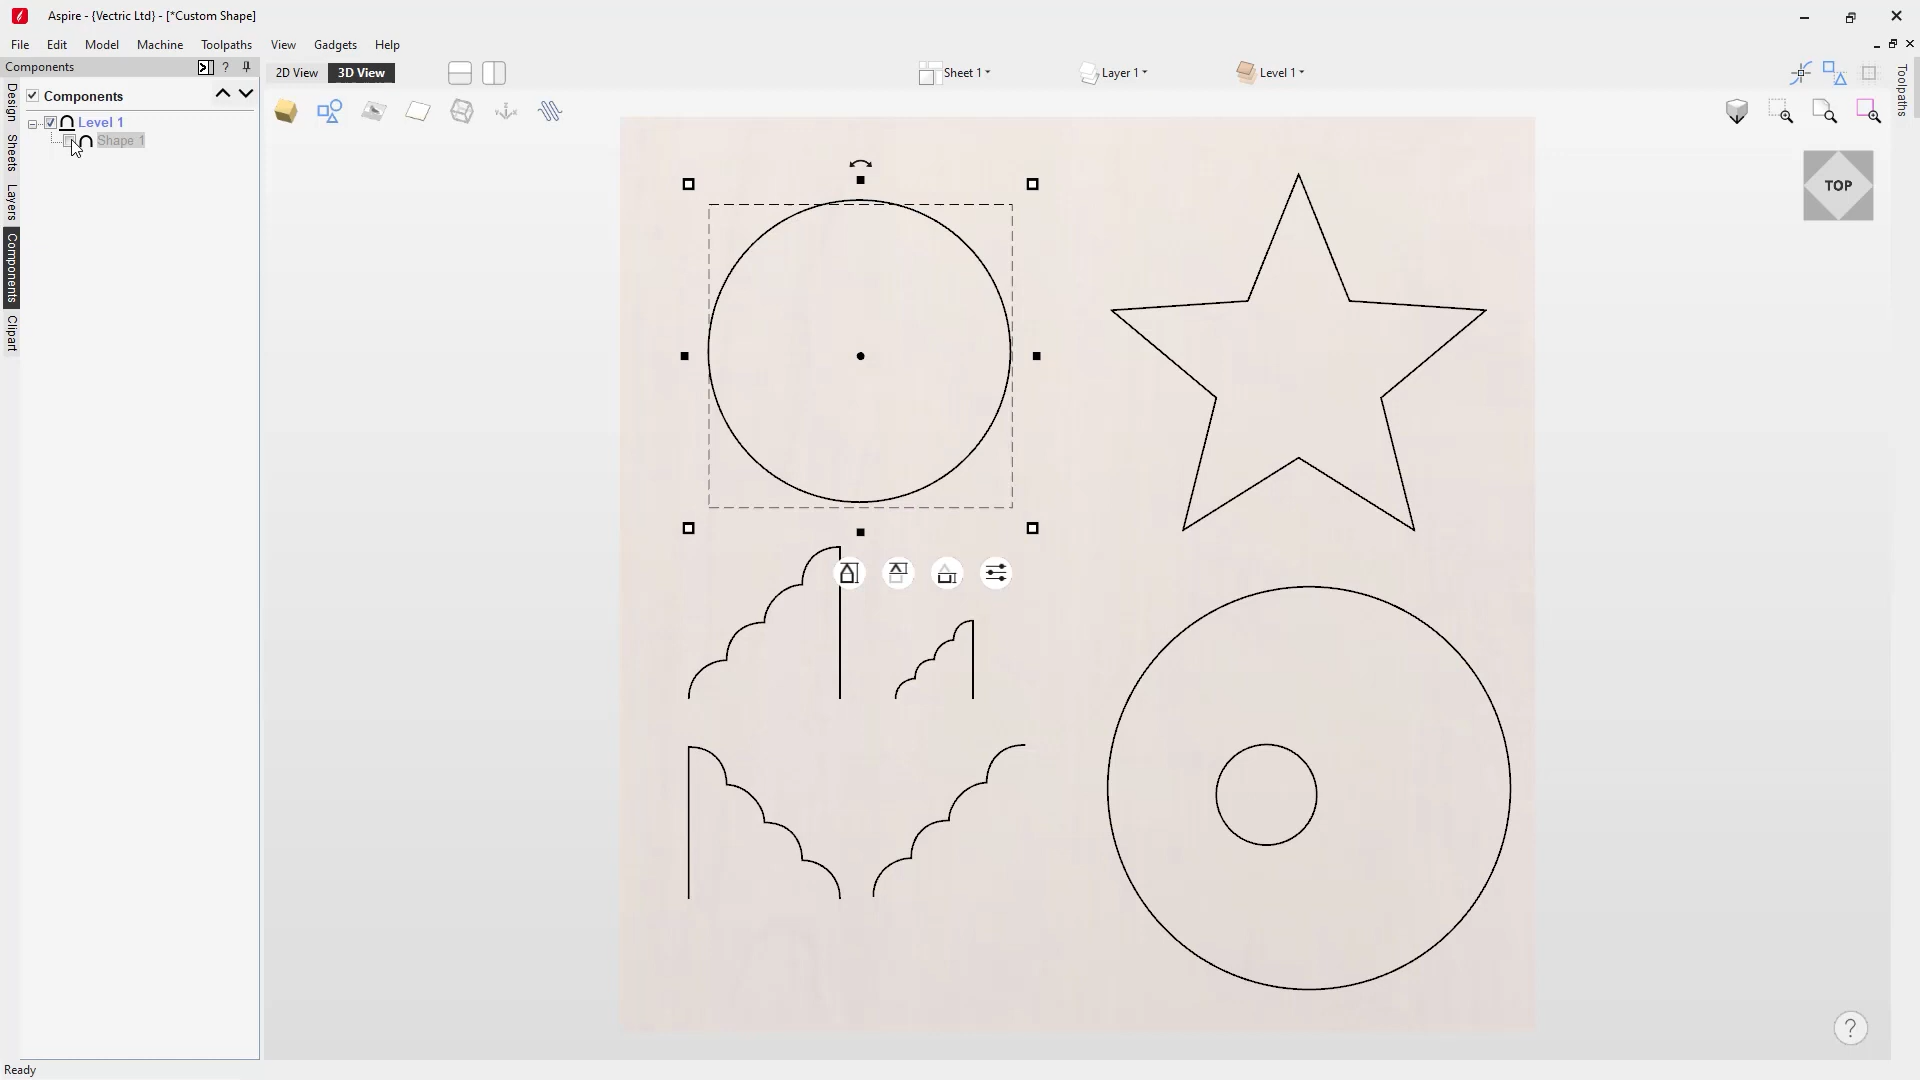 Aspire - {Vectric Ltd} - [*Custom Shape]
File Edit Model Machine Toolpaths View Gadgets Help
Components ?
2D View 3D View Sheet 1 Layer 1 Level 1
Components
Level 1
Shape 1
Design
Sheets
Layers
Components
Clipart
Toolpaths
TOP
?
Ready